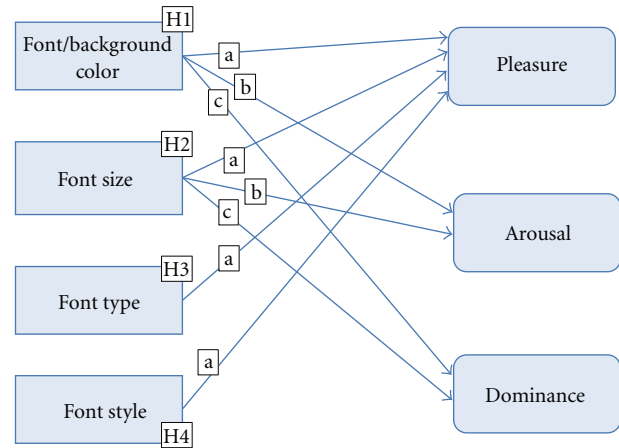 H1
Font/background
color
a
b
c
Pleasure
H2
Font size
a
b
c
Arousal
H3
Font type
a
a
Font style
H4
Dominance